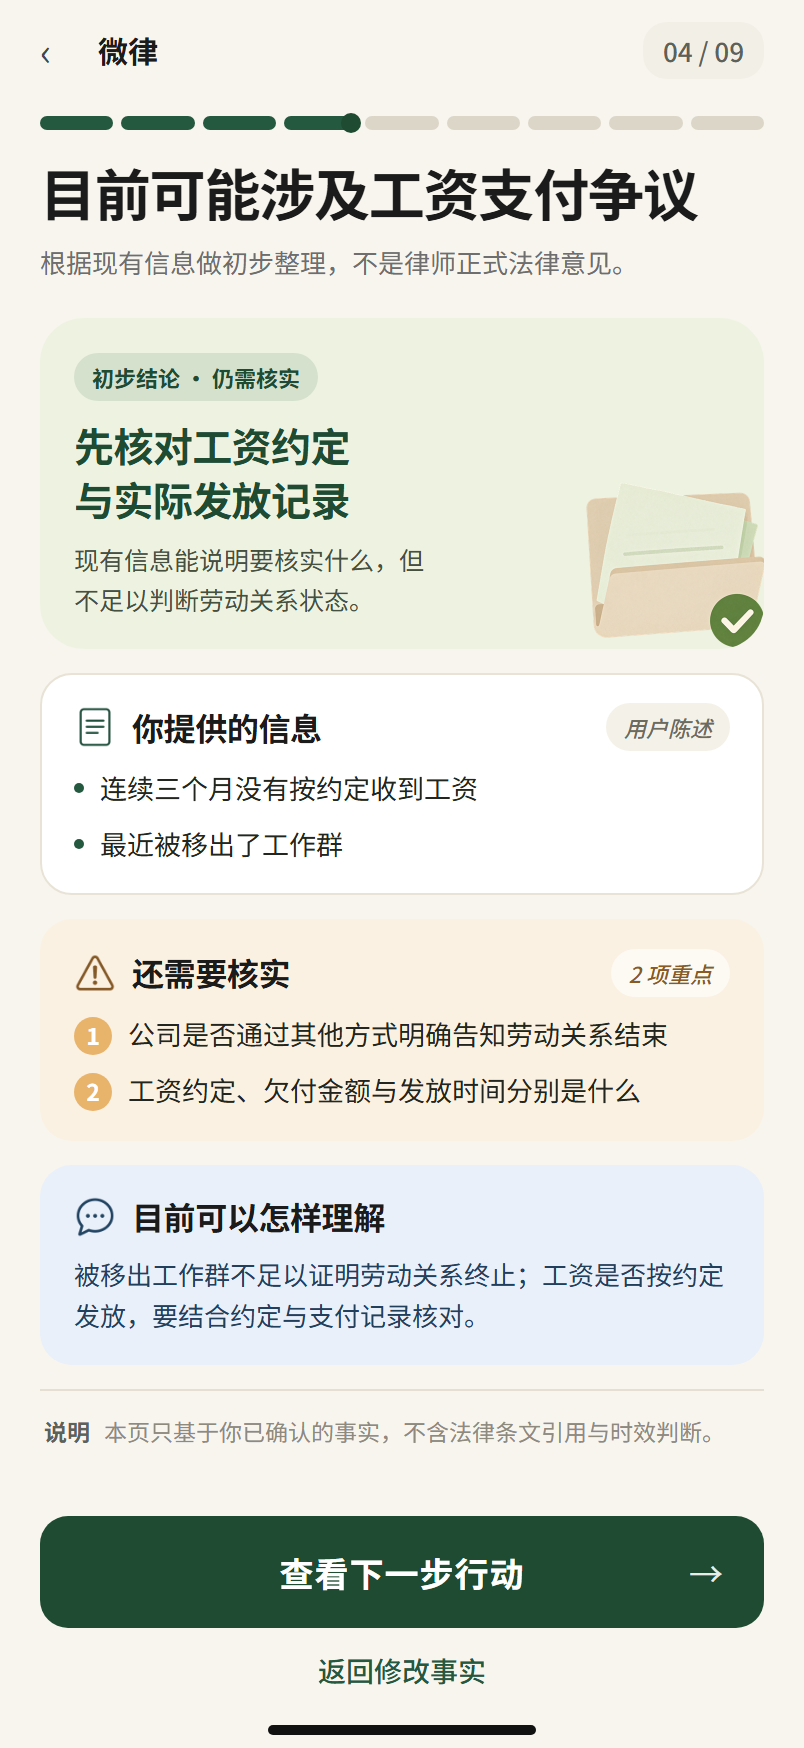 ‹ 微律
04 / 09
目前可能涉及工资支付争议
根据现有信息做初步整理，不是律师正式法律意见。
初步结论 · 仍需核实
先核对工资约定
与实际发放记录
现有信息能说明要核实什么，但
不足以判断劳动关系状态。
你提供的信息
用户陈述
连续三个月没有按约定收到工资
最近被移出了工作群
还需要核实
2 项重点
1 公司是否通过其他方式明确告知劳动关系结束
2 工资约定、欠付金额与发放时间分别是什么
目前可以怎样理解
被移出工作群不足以证明劳动关系终止；工资是否按约定
发放，要结合约定与支付记录核对。
说明 本页只基于你已确认的事实，不含法律条文引用与时效判断。
查看下一步行动 →
返回修改事实